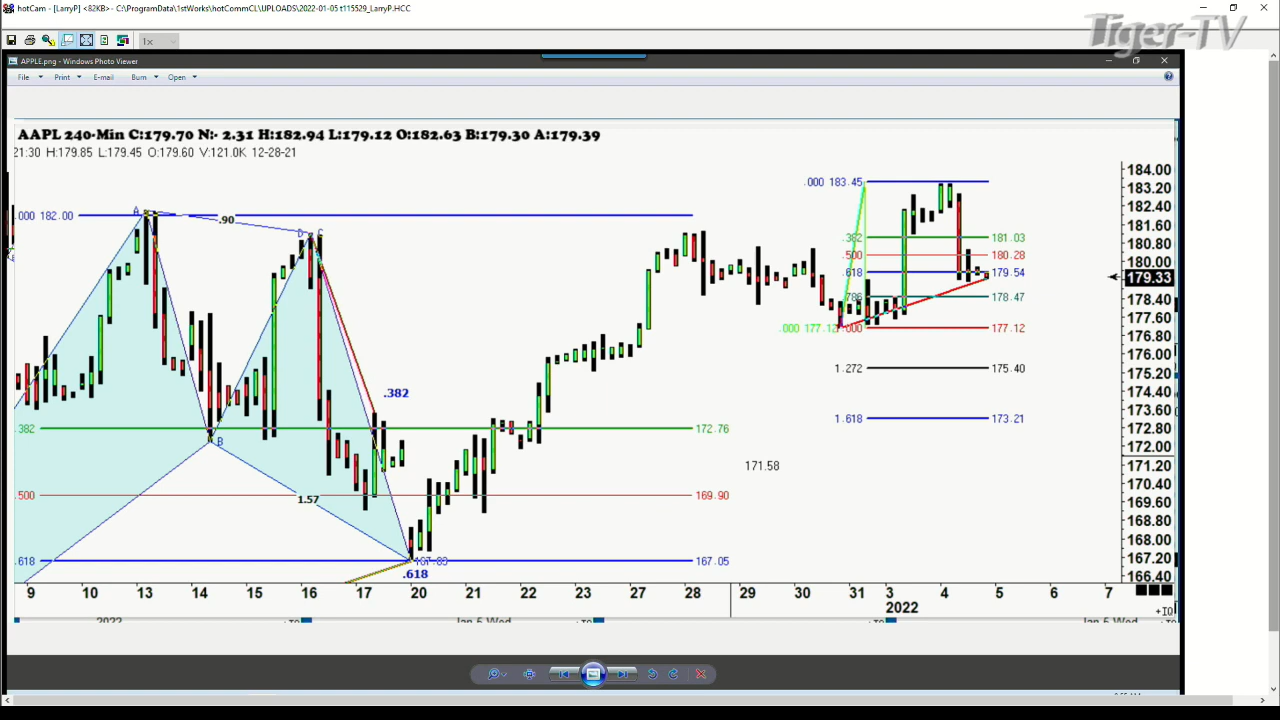 hotCam - [LarryP] <82KB> - C:\ProgramData\1stWorks\hotCommCL\UPLOADS\2022-01-05 t115529_LarryP.HCC
Tiger-TV
1x
APPLE.png - Windows Photo Viewer
File Print E-mail Burn Open
AAPL 240-Min C:179.70 N:- 2.31 H:182.94 L:179.12 O:182.63 B:179.30 A:179.39
21:30 H:179.85 L:179.45 O:179.60 V:121.0K 12-28-21
184.00
.000 183.45
183.20
182.40
A
.000 182.00
.90
181.60
D C
.382 181.03
180.80
.500 180.28
180.00
.618 179.54
179.33
.786 178.47
178.40
177.60
.000 177.12 1.000 177.12
176.80
176.00
1.272 175.40
175.20
174.40
.382
173.60
1.618 173.21
.382 172.76
172.80
B
172.00
171.58
171.20
170.40
.500 1.57 169.90
169.60
168.80
168.00
.618 167.05
167.20
.618
166.40
9 10 13 14 15 16 17 20 21 22 27 28 29 30 31 3 4 5 6 7
2022
+IO